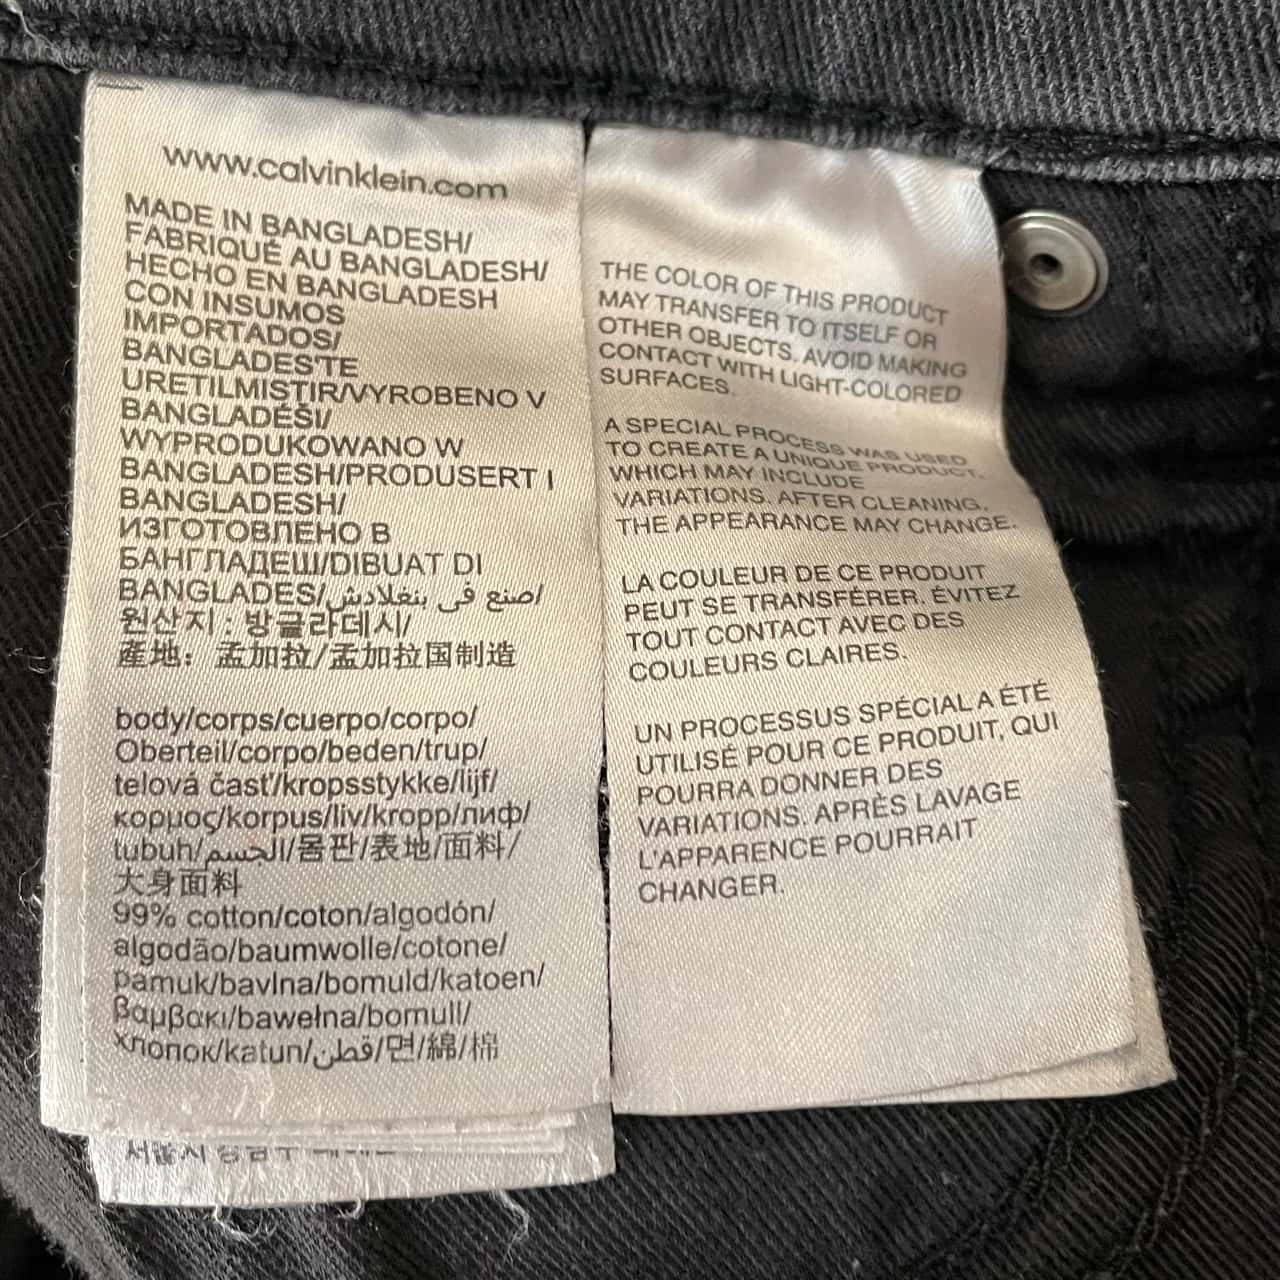 www.calvinklein.com
MADE IN BANGLADESH/
FABRIQUÉ AU BANGLADESH/
HECHO EN BANGLADESH
CON INSUMOS
IMPORTADOS/
BANGLADES'TE
URETILMISTIR/VYROBENO V
BANGLADÉŠI/
WYPRODUKOWANO W
BANGLADESH/PRODUSERT I
BANGLADESH/
ИЗГОТОВЛЕНО В
БАНГЛАДЕШ/DIBUAT DI
BANGLADES/صنع في بنغلادش/
원산지 : 방글라데시/
產地: 孟加拉/孟加拉国制造
body/corps/cuerpo/corpo/
Oberteil/corpo/beden/trup/
telová časť/kropsstykke/lijf/
κορμος/korpus/liv/kropp/лиф/
tubuh/الجسم/몸판/表地/面料/
大身面料
99% cotton/coton/algodón/
algodão/baumwolle/cotone/
pamuk/bavlna/bomuld/katoen/
βαμβακι/bawełna/bomull/
хлопок/katun/قطن/면/綿/棉
THE COLOR OF THIS PRODUCT
MAY TRANSFER TO ITSELF OR
OTHER OBJECTS. AVOID MAKING
CONTACT WITH LIGHT-COLORED
SURFACES.
A SPECIAL PROCESS WAS USED
TO CREATE A UNIQUE PRODUCT,
WHICH MAY INCLUDE
VARIATIONS. AFTER CLEANING,
THE APPEARANCE MAY CHANGE.
LA COULEUR DE CE PRODUIT
PEUT SE TRANSFÉRER. ÉVITEZ
TOUT CONTACT AVEC DES
COULEURS CLAIRES.
UN PROCESSUS SPÉCIAL A ÉTÉ
UTILISÉ POUR CE PRODUIT, QUI
POURRA DONNER DES
VARIATIONS. APRÈS LAVAGE
L'APPARENCE POURRAIT
CHANGER.